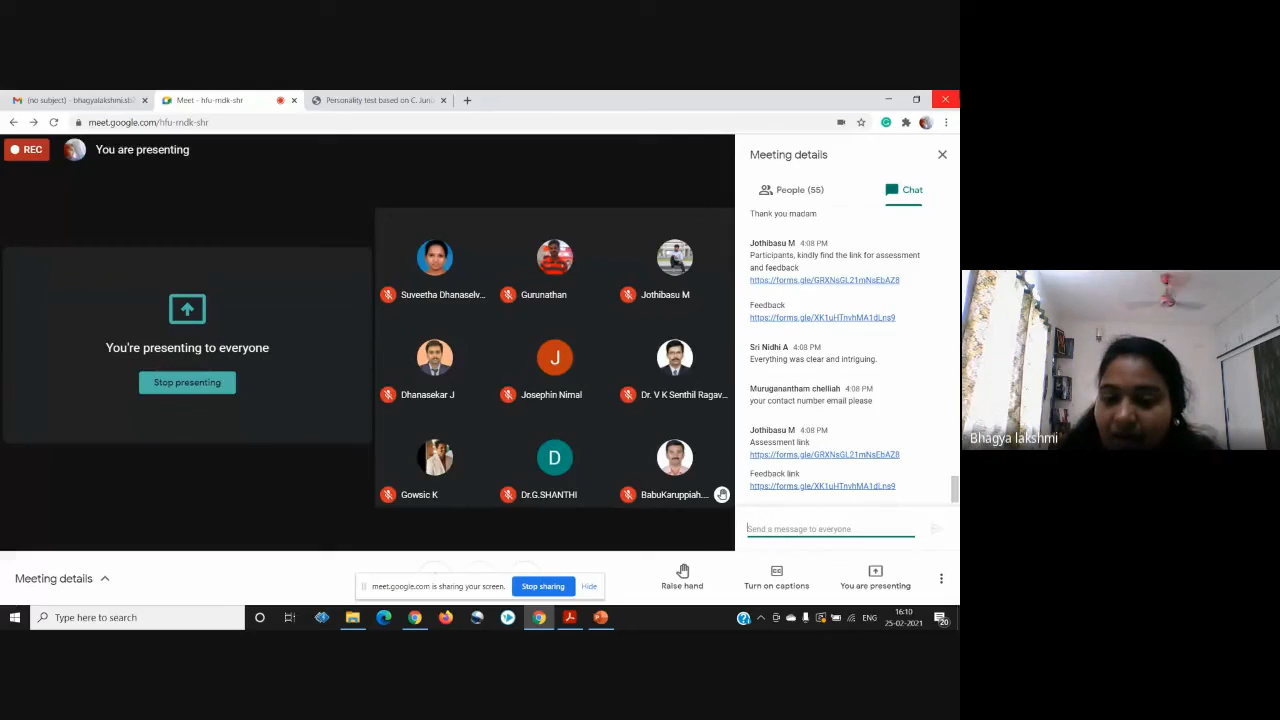 (no subject) - bhagyalakshmi.sb
Meet - hfu-rndk-shr
Personality test based on C. Jun
meet.google.com/hfu-rndk-shr
REC
You are presenting
You're presenting to everyone
Stop presenting
Suveetha Dhanaselv...
Gurunathan
Jothibasu M
Dhanasekar J
J
Josephin Nimal
Dr. V K Senthil Ragav...
Gowsic K
D
Dr.G.SHANTHI
BabuKaruppiah....
Meeting details
People (55)
Chat
Thank you madam
Jothibasu M 4:08 PM
Participants, kindly find the link for assessment
and feedback
https://forms.gle/GRXNsGL21mNsEbAZ8
Feedback
https://forms.gle/XK1uHTnvhMA1dLns9
Sri Nidhi A 4:08 PM
Everything was clear and intriguing.
Muruganantham chelliah 4:08 PM
your contact number email please
Jothibasu M 4:08 PM
Assessment link
https://forms.gle/GRXNsGL21mNsEbAZ8
Feedback link
https://forms.gle/XK1uHTnvhMA1dLns9
Send a message to everyone
Meeting details
meet.google.com is sharing your screen.
Stop sharing
Hide
Raise hand
Turn on captions
You are presenting
Type here to search
ENG
16:10
25-02-2021
20
Bhagya lakshmi